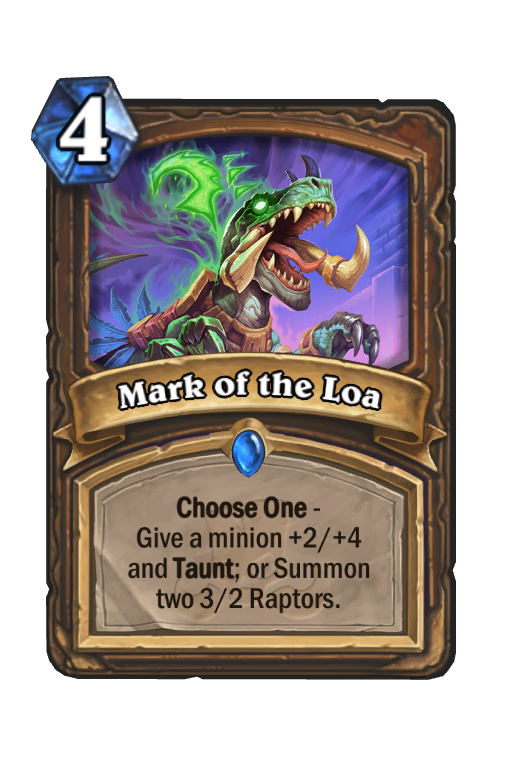 4
Mark of the Loa
Choose One -
Give a minion +2/+4
and Taunt; or Summon
two 3/2 Raptors.